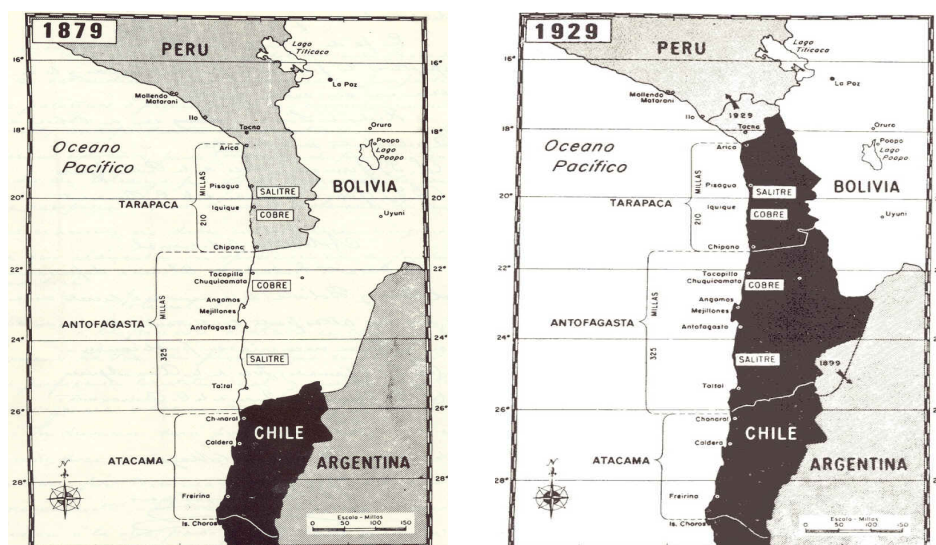 1879
PERU
Lago Titicaca
16°
La Paz
Mollendo
Matarani
Ilo
18°
Tacna
Oruro
Arica
Poopo
Lago Poopo
Oceano
Pacífico
BOLIVIA
Pisagua
SALITRE
20°
TARAPACA
210 MILLAS
Iquique
COBRE
Uyuni
Chipana
22°
Tocopilla
Chuquicamata
COBRE
Angamos
Mejillones
ANTOFAGASTA
325 MILLAS
Antofagasta
24°
SALITRE
Taltal
26°
Chanaral
CHILE
Caldera
ATACAMA
ARGENTINA
N
28°
Freirina
Is. Choros
Escala - Millas
0 50 100 150
1929
PERU
Lago Titicaca
16°
La Paz
Mollendo
Matarani
1929
Ilo
18°
Tacna
Oruro
Arica
Poopo
Lago Poopo
Oceano
Pacífico
BOLIVIA
Pisagua
SALITRE
20°
TARAPACA
210 MILLAS
Iquique
COBRE
Uyuni
Chipana
22°
Tocopilla
Chuquicamata
COBRE
Angamos
Mejillones
ANTOFAGASTA
325 MILLAS
Antofagasta
24°
SALITRE
1899
Taltal
26°
Chanaral
CHILE
Caldera
ATACAMA
ARGENTINA
N
28°
Freirina
Is. Choros
Escala - Millas
0 50 100 150